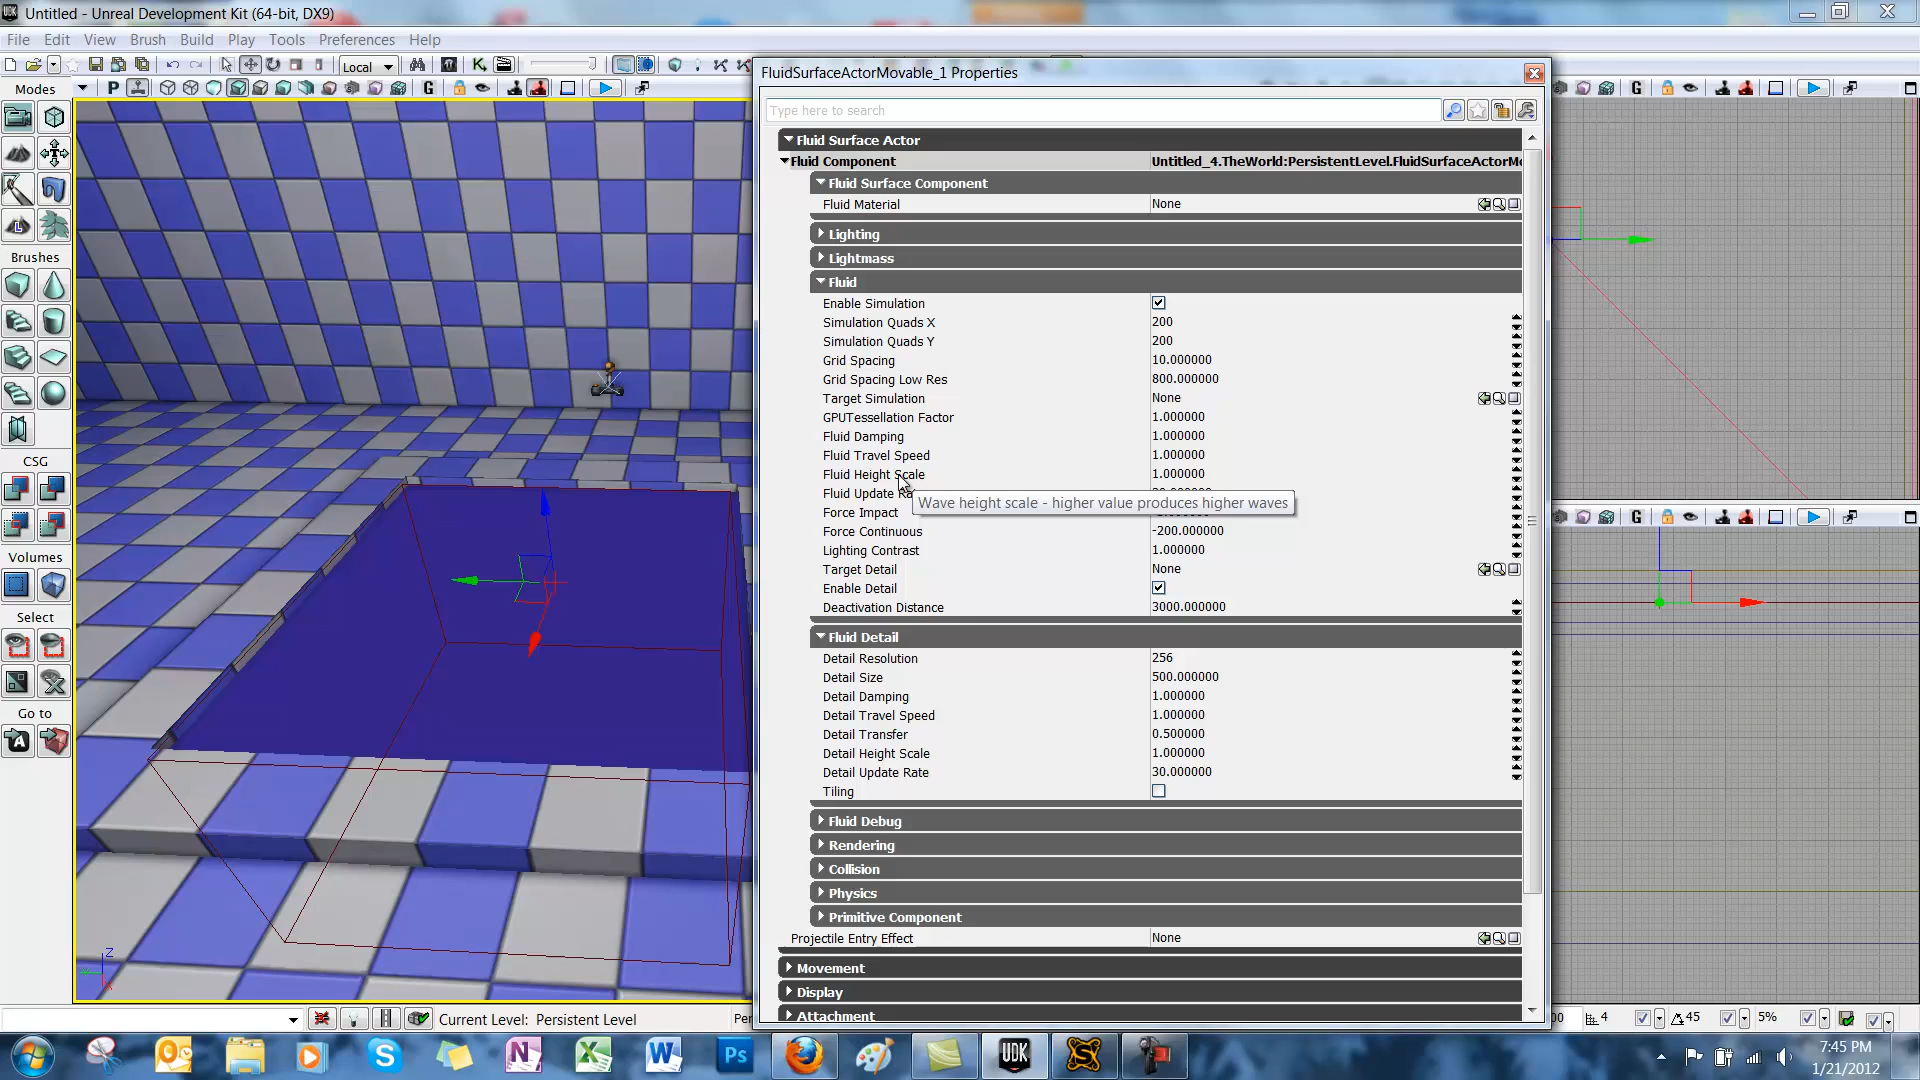 Untitled - Unreal Development Kit (64-bit, DX9)
File Edit View Brush Build Play Tools Preferences Help
Local
FluidSurfaceActorMovable_1 Properties
Modes
Type here to search
Fluid Surface Actor
Fluid Component Untitled_4.TheWorld:PersistentLevel.FluidSurfaceActorM
Fluid Surface Component
Fluid Material None
Lighting
Lightmass
Fluid
Enable Simulation
Simulation Quads X 200
Simulation Quads Y 200
Grid Spacing 10.000000
Grid Spacing Low Res 800.000000
Target Simulation None
GPUTessellation Factor 1.000000
Fluid Damping 1.000000
Fluid Travel Speed 1.000000
Fluid Height Scale 1.000000
Fluid Update
Wave height scale - higher value produces higher waves
Force Impact
Force Continuous -200.000000
Lighting Contrast 1.000000
Target Detail None
Enable Detail
Deactivation Distance 3000.000000
Fluid Detail
Detail Resolution 256
Detail Size 500.000000
Detail Damping 1.000000
Detail Travel Speed 1.000000
Detail Transfer 0.500000
Detail Height Scale 1.000000
Detail Update Rate 30.000000
Tiling
Fluid Debug
Rendering
Collision
Physics
Primitive Component
Projectile Entry Effect None
Movement
Display
Attachment
Brushes
CSG
Volumes
Select
Go to
Z
Current Level: Persistent Level
4 45 5%
7:45 PM
1/21/2012